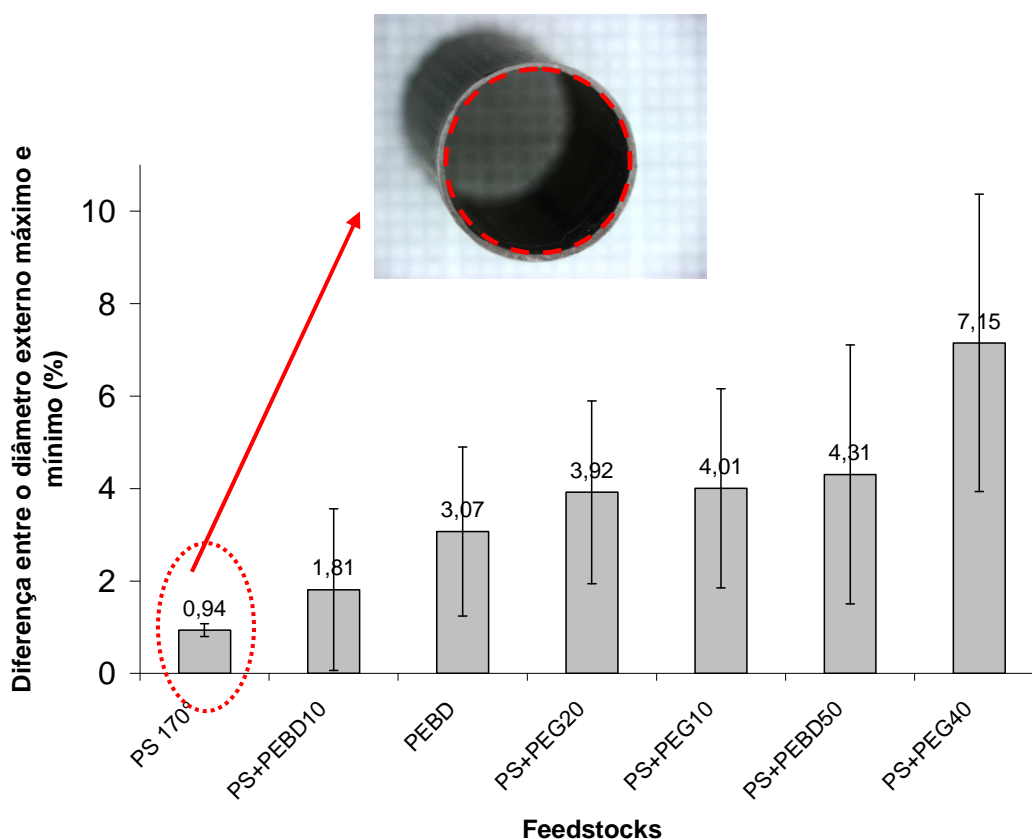 Diferença entre o diâmetro externo máximo e
mínimo (%)
10
8
6
4
2
0
0,94
1,81
3,07
3,92
4,01
4,31
7,15
PS 170°
PS+PEBD10
PEBD
PS+PEG20
PS+PEG10
PS+PEBD50
PS+PEG40
Feedstocks